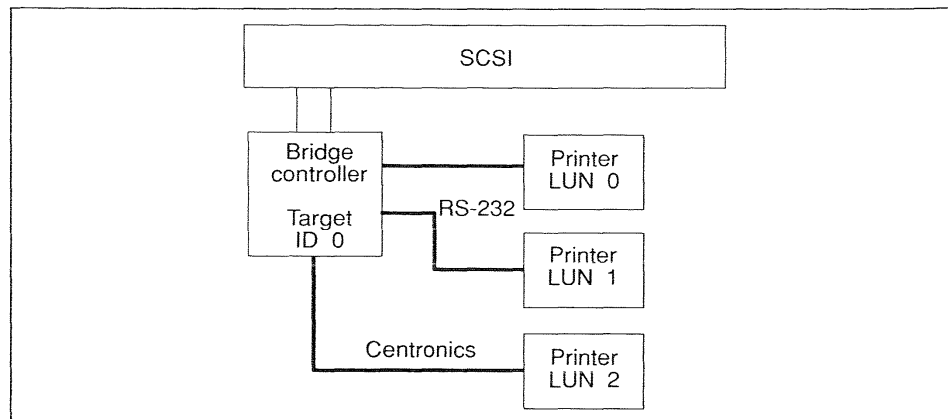 SCSI
Bridge
controller
Target
ID 0
Printer
LUN 0
RS-232
Printer
LUN 1
Centronics
Printer
LUN 2